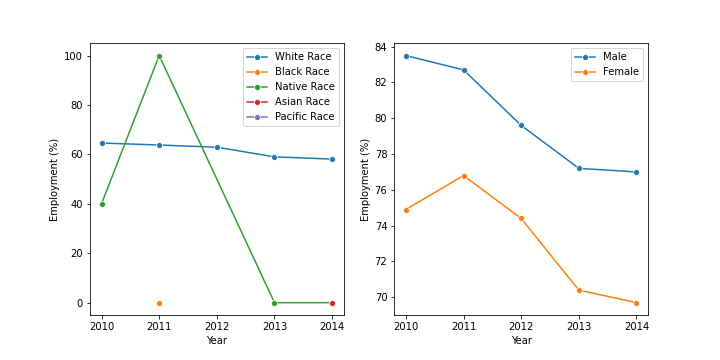 White Race
Black Race
Native Race
Asian Race
Pacific Race
100
80
60
40
20
0
Employment (%)
2010 2011 2012 2013 2014
Year
Male
Female
84
82
80
78
76
74
72
70
Employment (%)
2010 2011 2012 2013 2014
Year